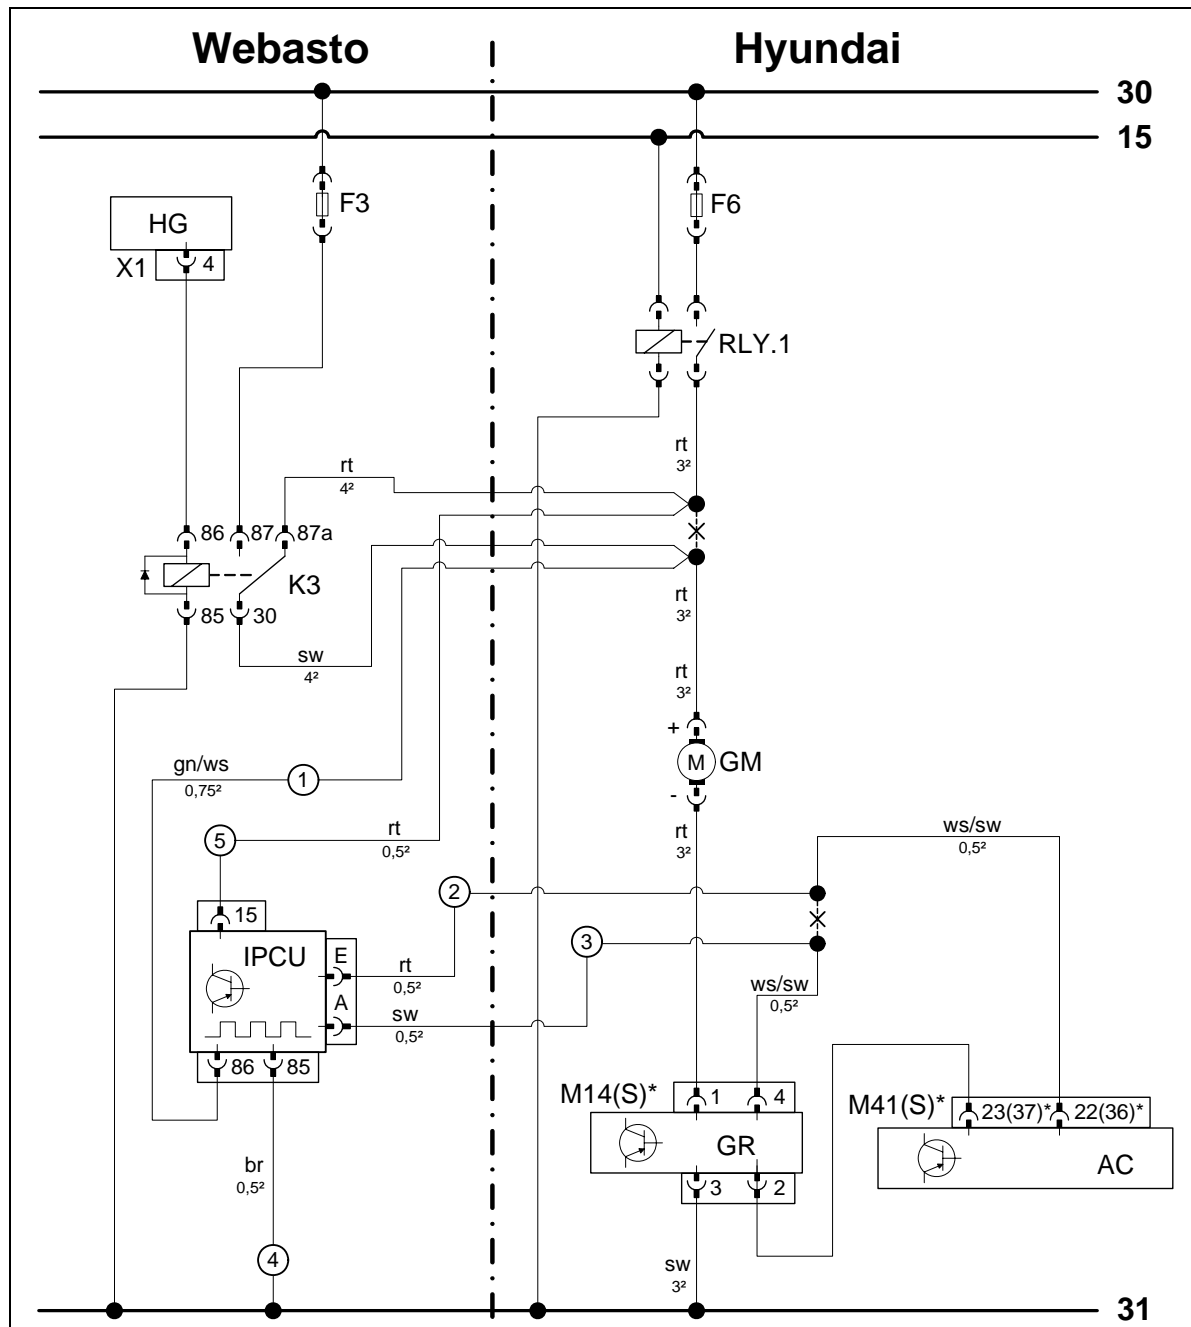 Webasto
Hyundai
30
15
F3
F6
HG
X1
4
RLY.1
rt
3²
rt
4²
86
87
87a
K3
85
30
rt
3²
sw
4²
rt
3²
+
M
GM
-
gn/ws
0,75²
1
rt
0,5²
5
rt
3²
ws/sw
0,5²
2
15
3
IPCU
E
rt
0,5²
A
sw
0,5²
ws/sw
0,5²
86
85
M14(S)*
1
4
M41(S)*
23(37)*
22(36)*
GR
AC
br
0,5²
3
2
4
sw
3²
31